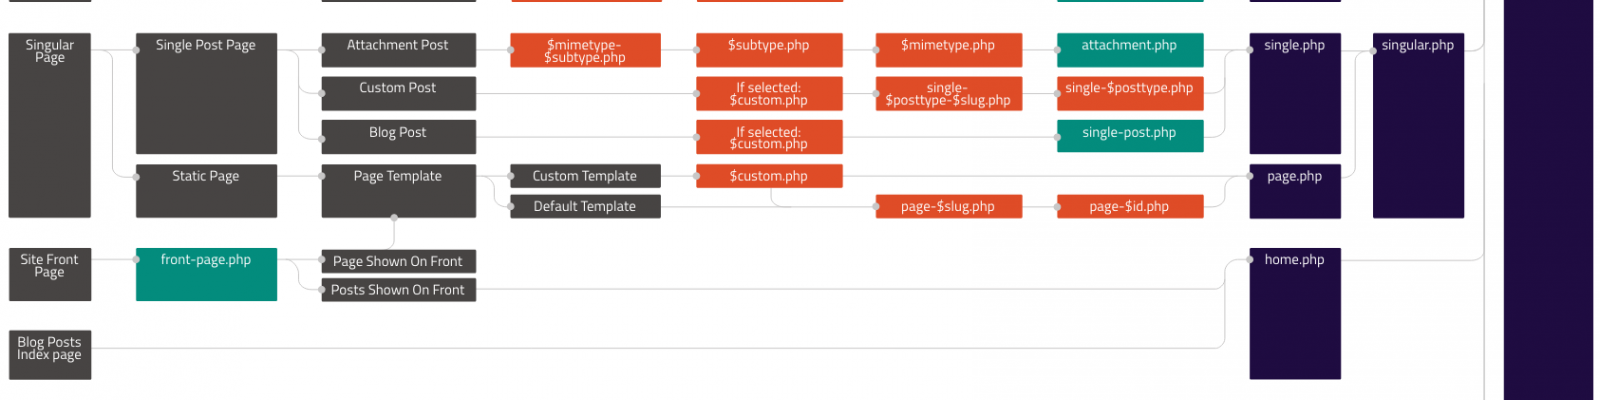 Singular
Page
Single Post Page
Attachment Post
$mimetype-
$subtype.php
$subtype.php
$mimetype.php
attachment.php
single.php
singular.php
Custom Post
If selected:
$custom.php
single-
$posttype-$slug.php
single-$posttype.php
Blog Post
If selected:
$custom.php
single-post.php
Static Page
Page Template
Custom Template
$custom.php
page.php
Default Template
page-$slug.php
page-$id.php
Site Front
Page
front-page.php
Page Shown On Front
home.php
Posts Shown On Front
Blog Posts
Index page